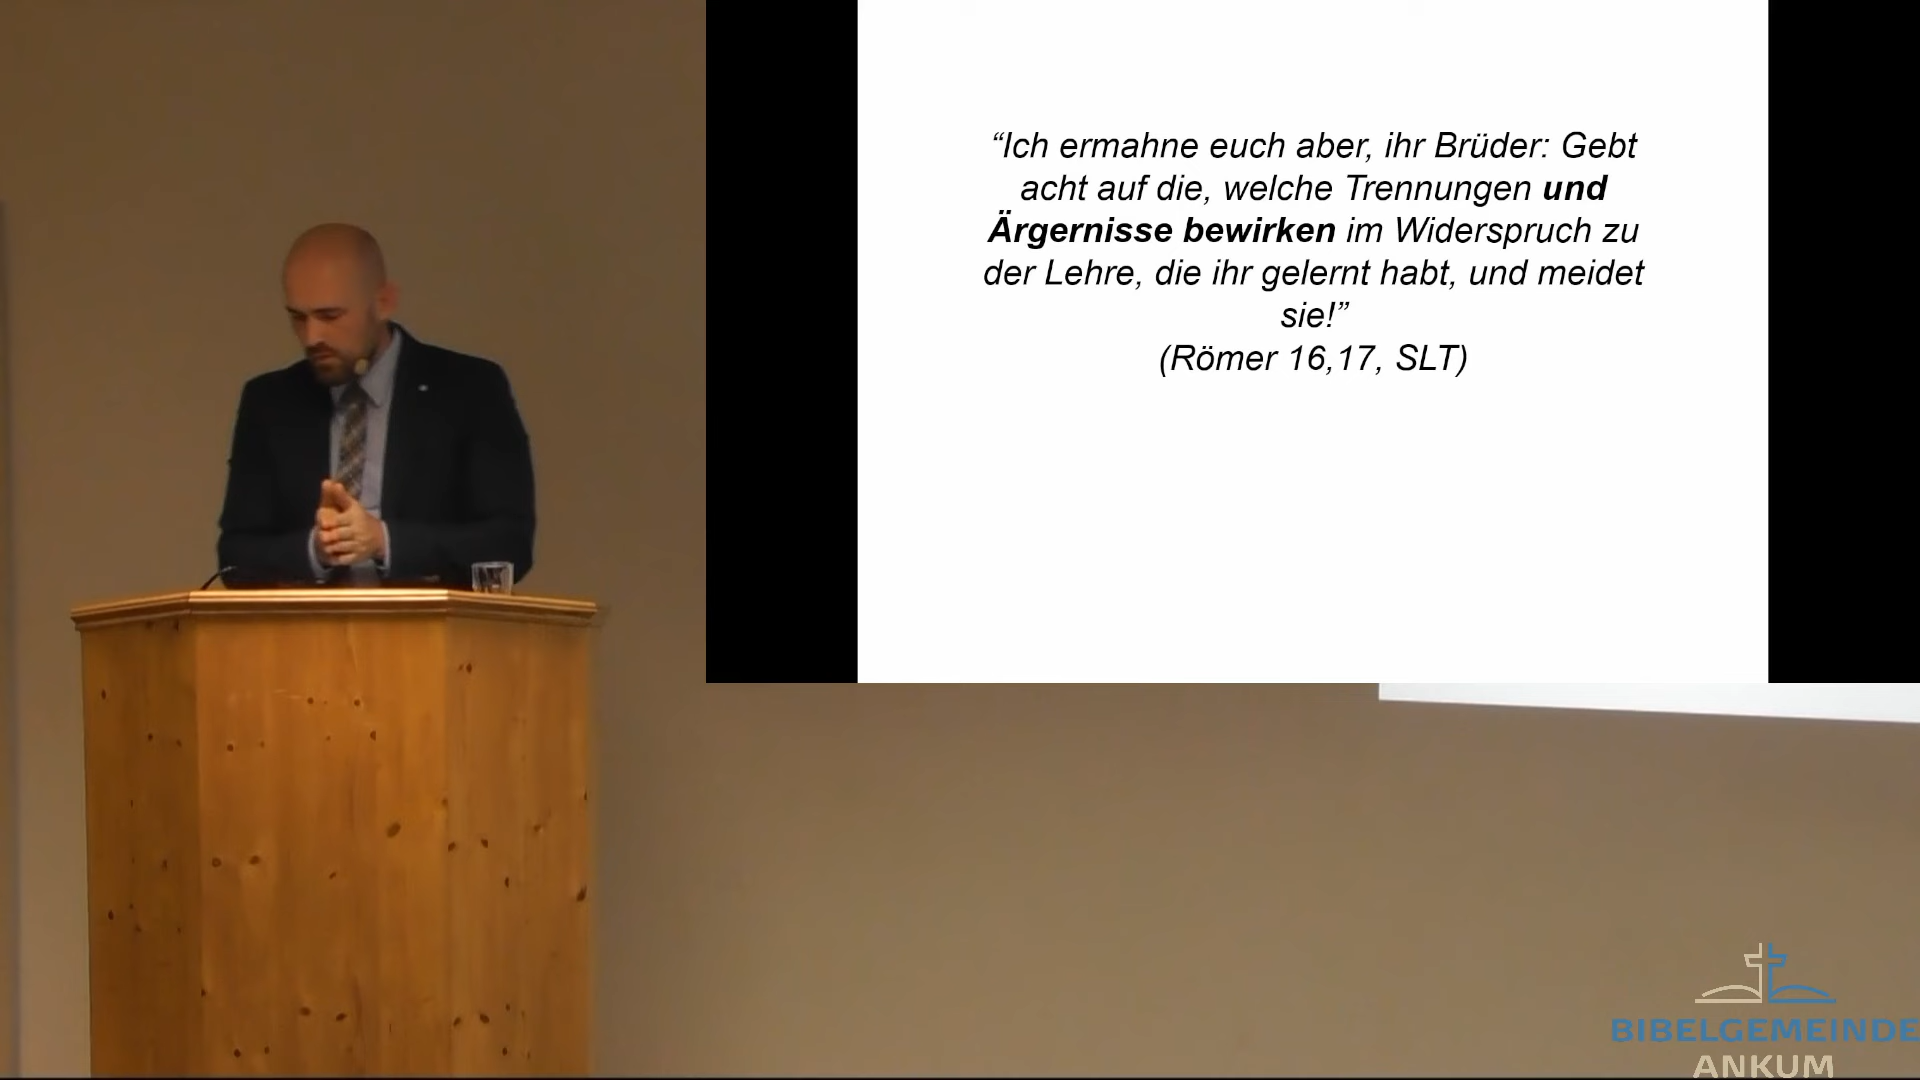 “Ich ermahne euch aber, ihr Brüder: Gebt
acht auf die, welche Trennungen und
Ärgernisse bewirken im Widerspruch zu
der Lehre, die ihr gelernt habt, und meidet
sie!”
(Römer 16,17, SLT)
BIBELGEMEINDE
ANKUM